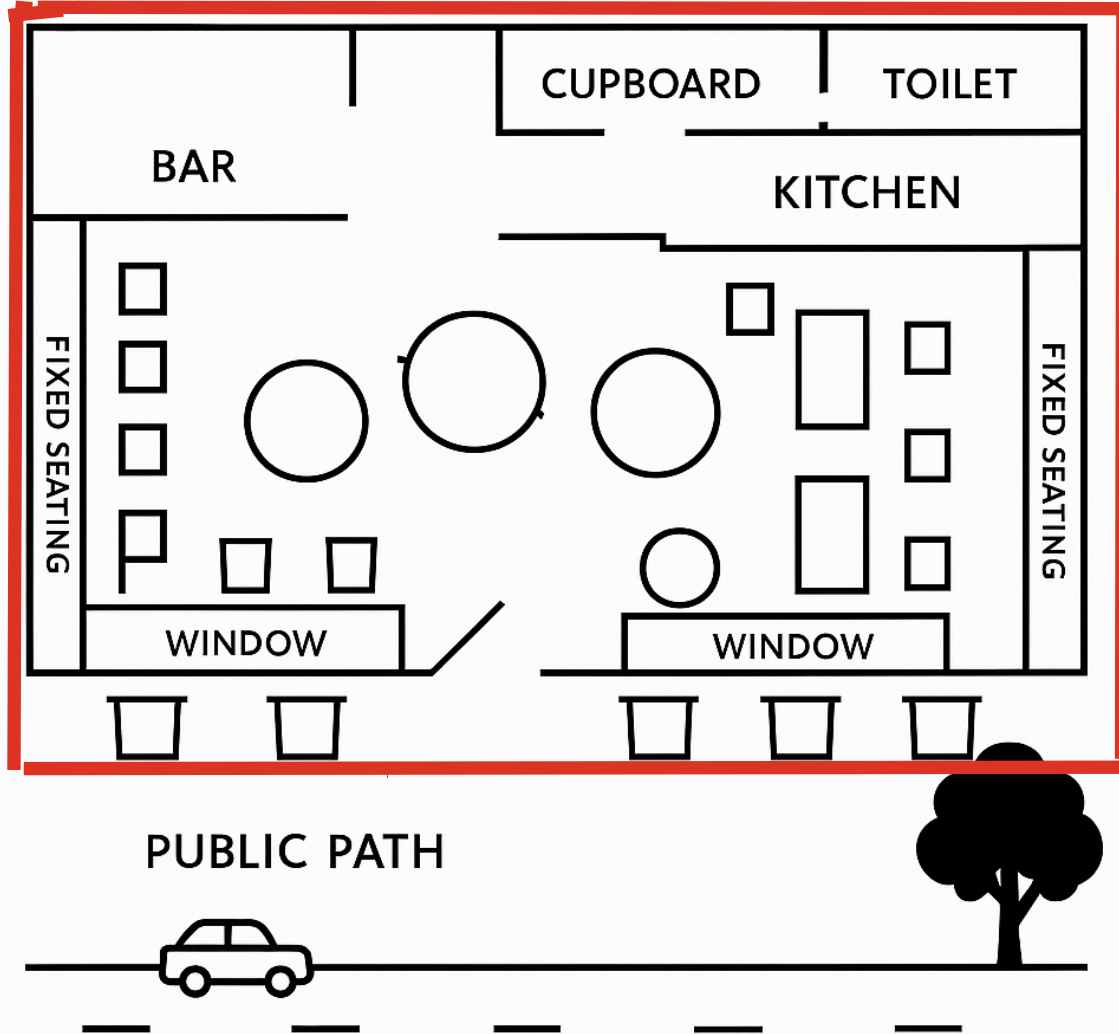 CUPBOARD
TOILET
BAR
KITCHEN
FIXED SEATING
FIXED SEATING
WINDOW
WINDOW
PUBLIC PATH